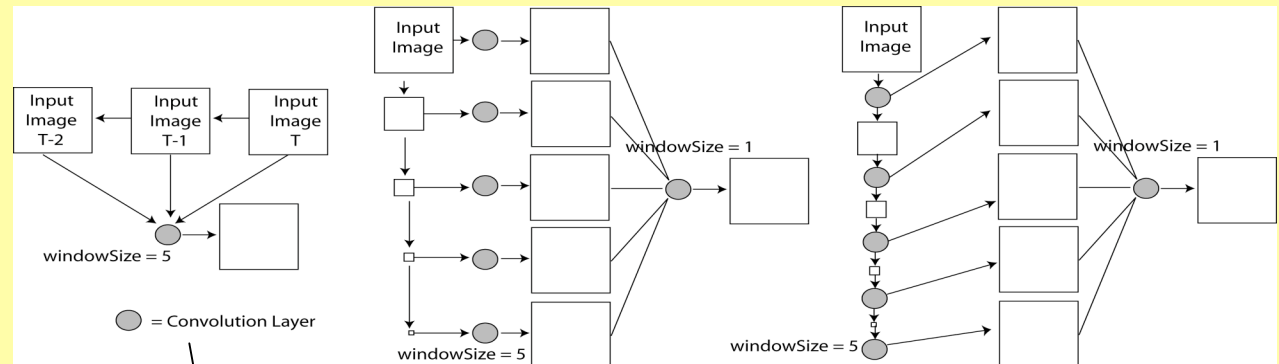 Input
Image
T-2
Input
Image
T-1
Input
Image
T
windowSize = 5
= Convolution Layer
Input
Image
windowSize = 1
windowSize = 5
Input
Image
windowSize = 1
windowSize = 5